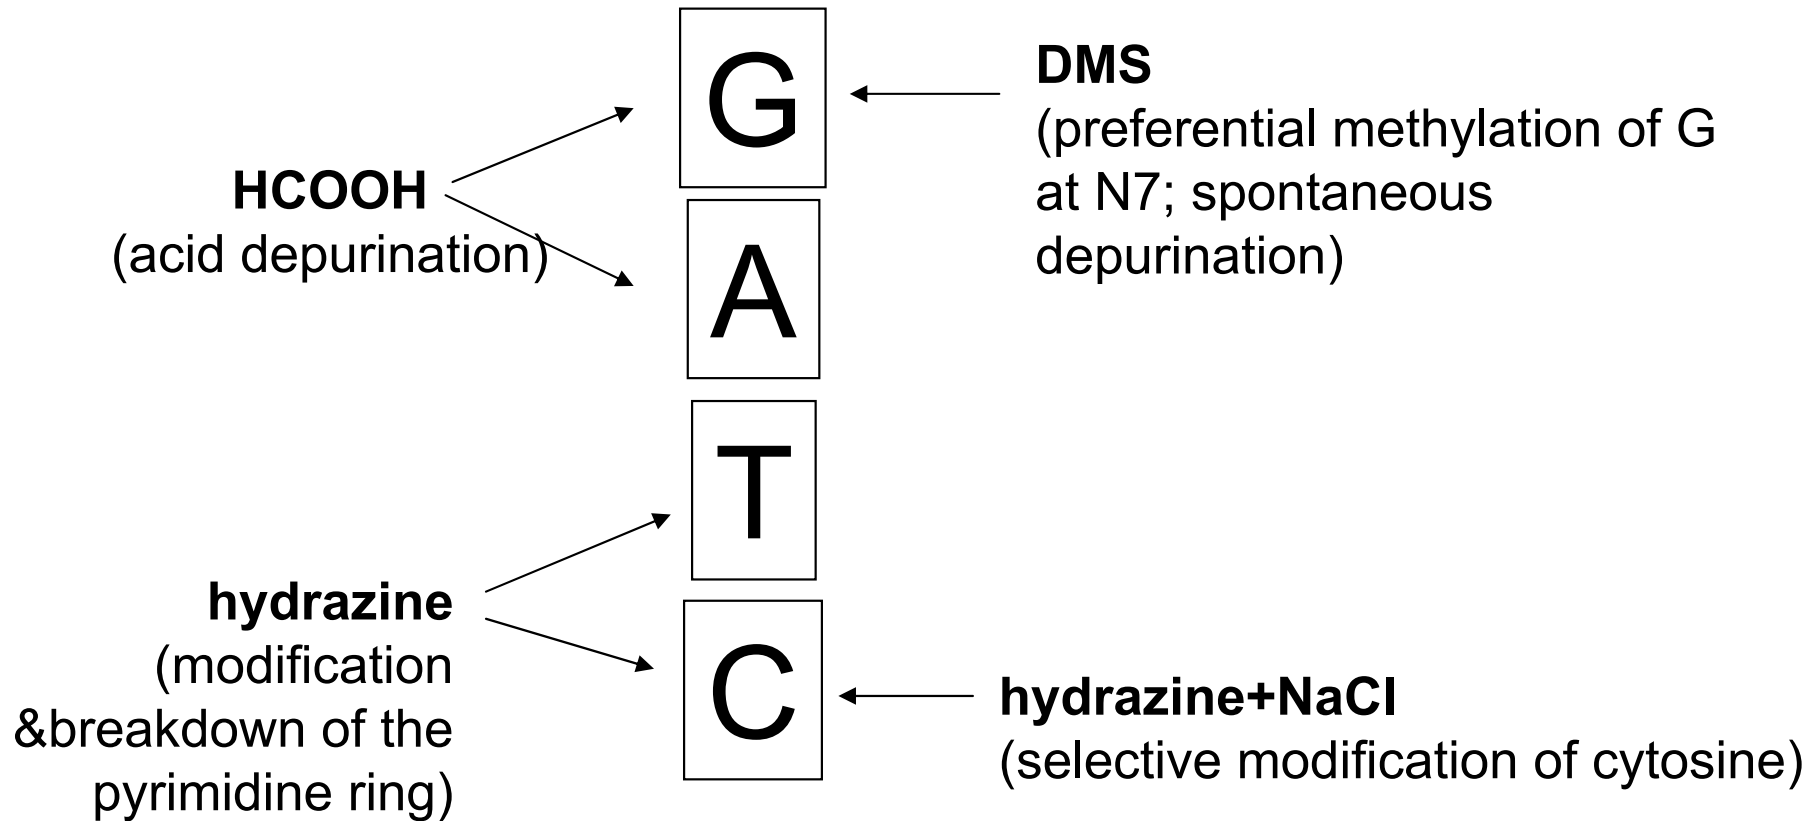 G
DMS
(preferential methylation of G
at N7; spontaneous
depurination)
HCOOH
(acid depurination)
A
T
hydrazine
(modification
&breakdown of the
pyrimidine ring)
C
hydrazine+NaCl
(selective modification of cytosine)